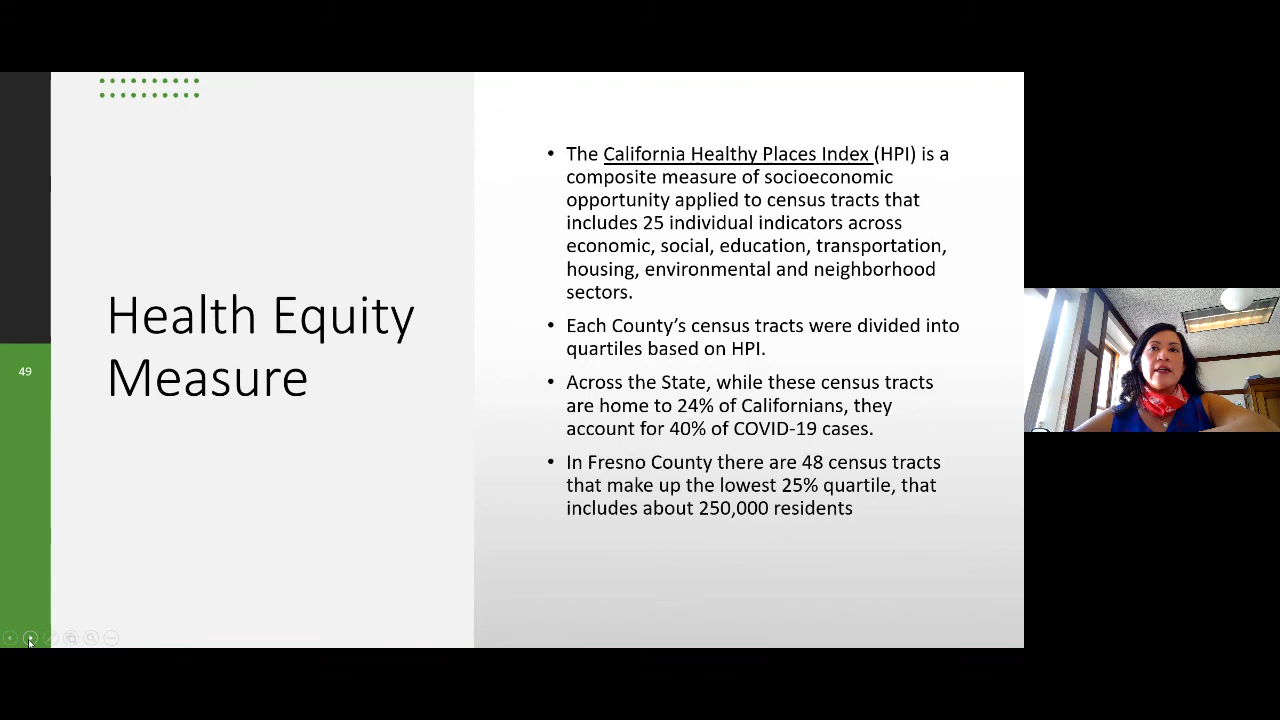 Health Equity
Measure
49
• The California Healthy Places Index (HPI) is a
composite measure of socioeconomic
opportunity applied to census tracts that
includes 25 individual indicators across
economic, social, education, transportation,
housing, environmental and neighborhood
sectors.
• Each County’s census tracts were divided into
quartiles based on HPI.
• Across the State, while these census tracts
are home to 24% of Californians, they
account for 40% of COVID-19 cases.
• In Fresno County there are 48 census tracts
that make up the lowest 25% quartile, that
includes about 250,000 residents